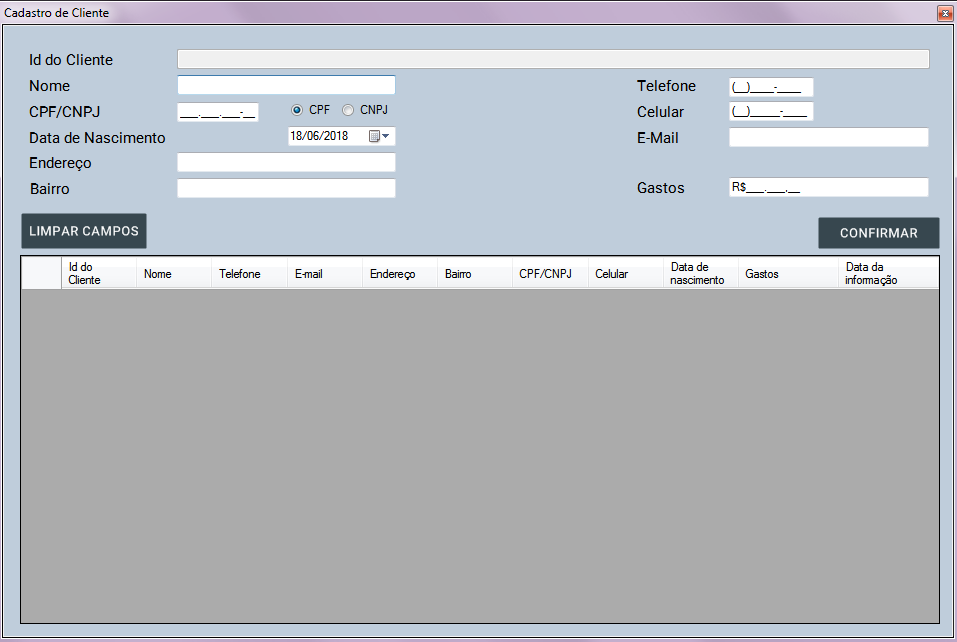 Cadastro de Cliente
Id do Cliente
Nome
Telefone (__)____-____
CPF/CNPJ ___.___.___-__ CPF CNPJ
Celular (__)_____-____
Data de Nascimento 18/06/2018
E-Mail
Endereço
Bairro
Gastos R$___.___,__
LIMPAR CAMPOS
CONFIRMAR
Id do Cliente
Nome
Telefone
E-mail
Endereço
Bairro
CPF/CNPJ
Celular
Data de nascimento
Gastos
Data da informação